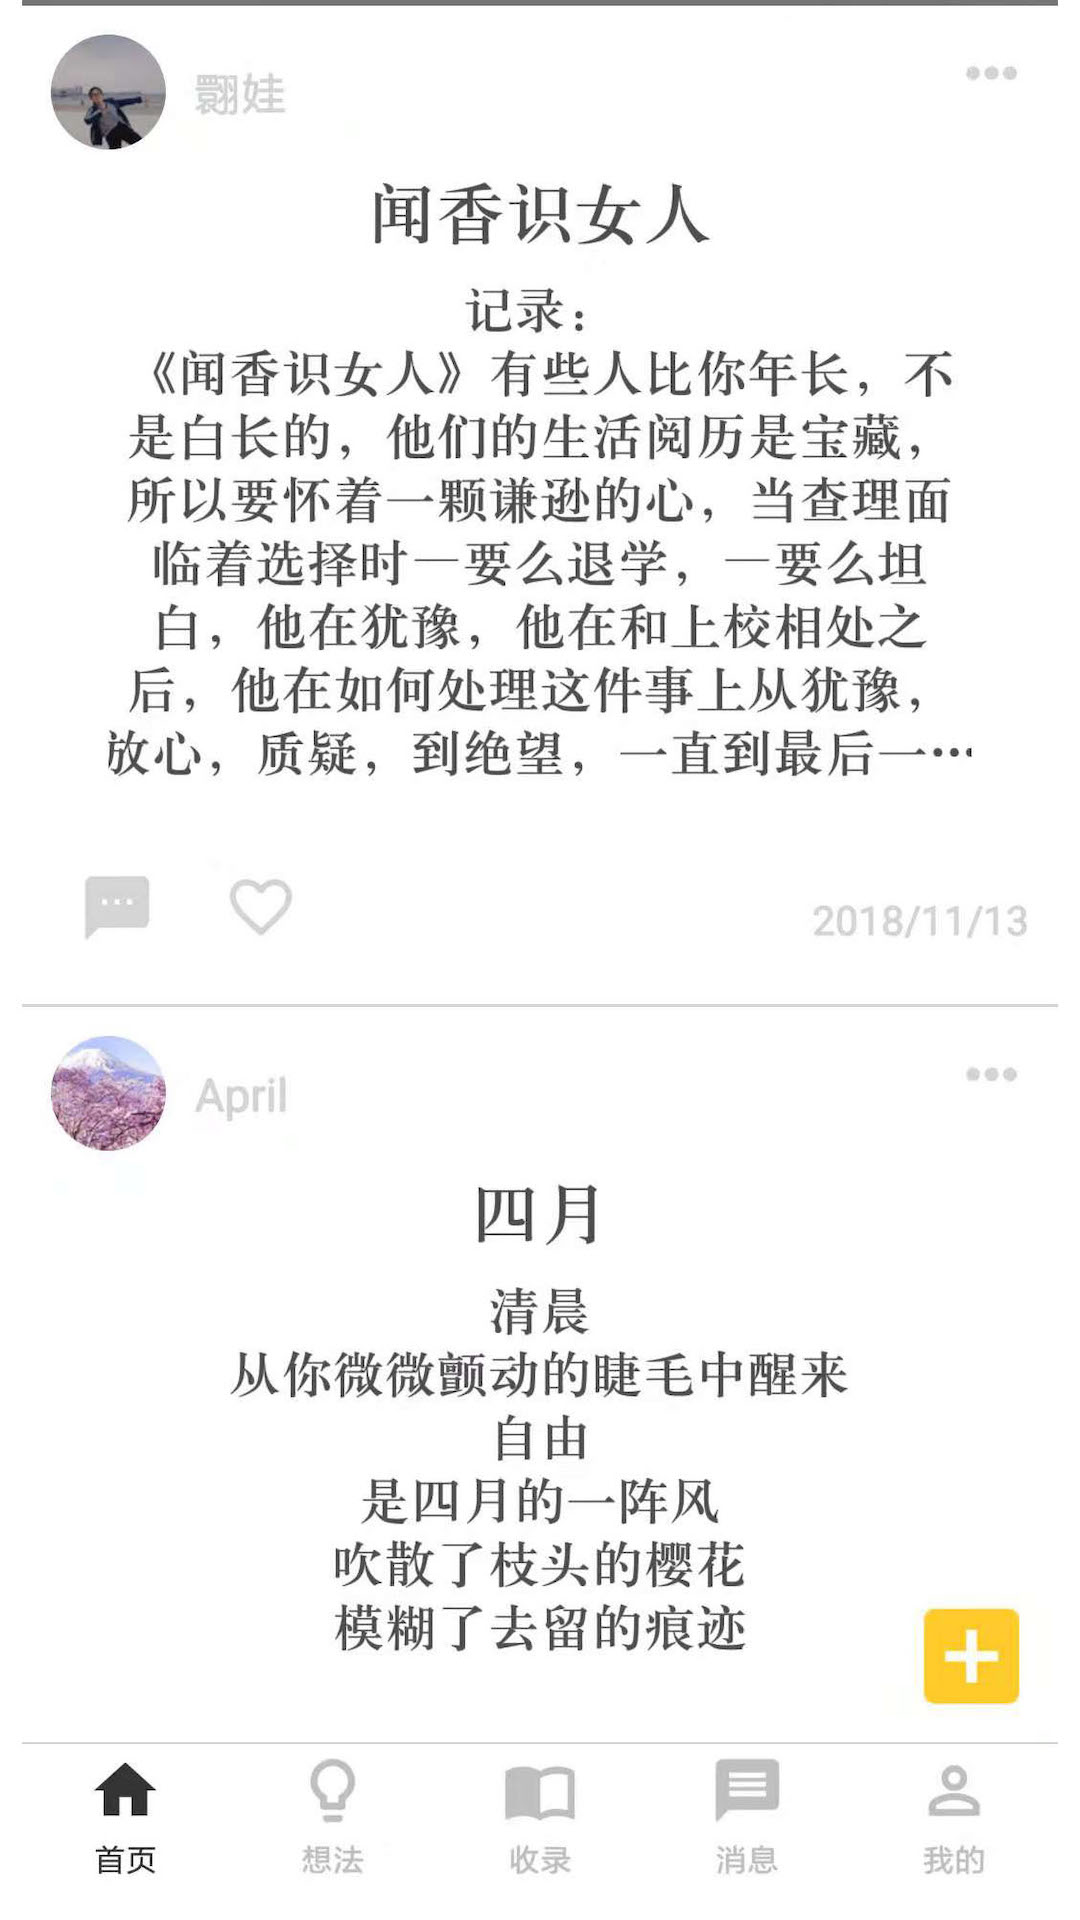 翾娃
闻香识女人
记录：
《闻香识女人》有些人比你年长，不
是白长的，他们的生活阅历是宝藏，
所以要怀着一颗谦逊的心，当查理面
临着选择时一要么退学，一要么坦
白，他在犹豫，他在和上校相处之
后，他在如何处理这件事上从犹豫，
放心，质疑，到绝望，一直到最后一…
2018/11/13
April
四月
清晨
从你微微颤动的睫毛中醒来
自由
是四月的一阵风
吹散了枝头的樱花
模糊了去留的痕迹
首页
想法
收录
消息
我的